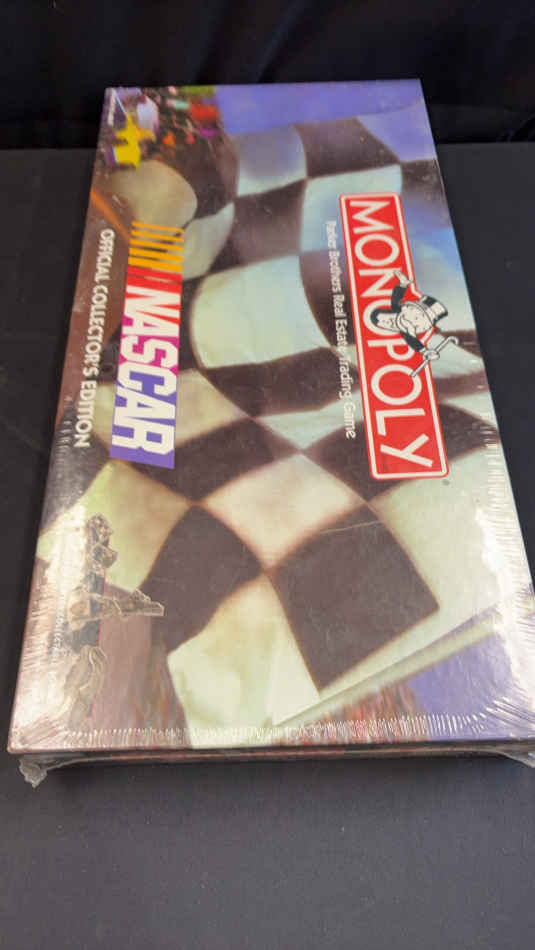 MONOPOLY
Parker Brothers Real Estate Trading Game
NASCAR
OFFICIAL COLLECTOR'S EDITION